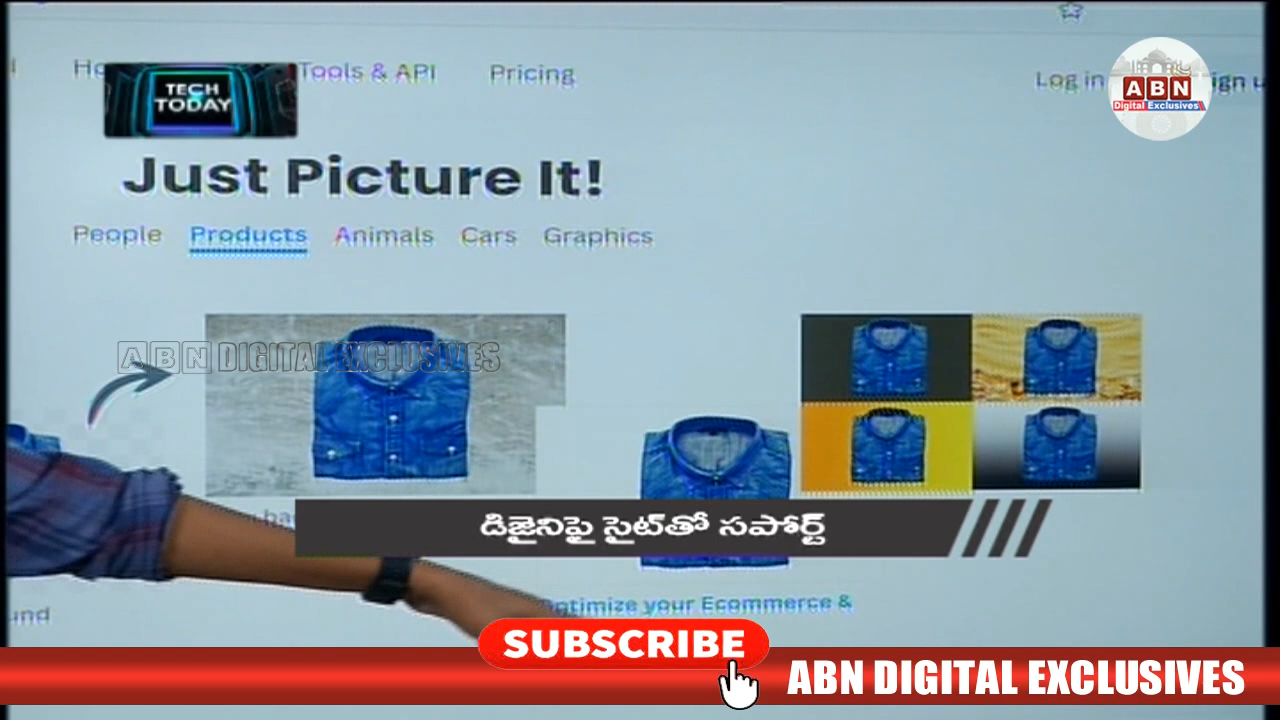 Tools & API
Pricing
Log in
TECH
TODAY
ABN
Digital Exclusives
Just Picture It!
People Products Animals Cars Graphics
ABN DIGITAL EXCLUSIVES
డిజైనిఫై సైట్‌తో సపోర్ట్
Optimize your Ecommerce &
SUBSCRIBE
ABN DIGITAL EXCLUSIVES